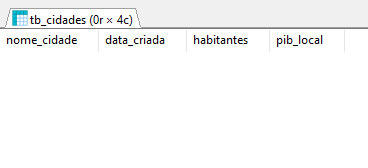 tb_cidades (0r × 4c)
nome_cidade data_criada habitantes pib_local